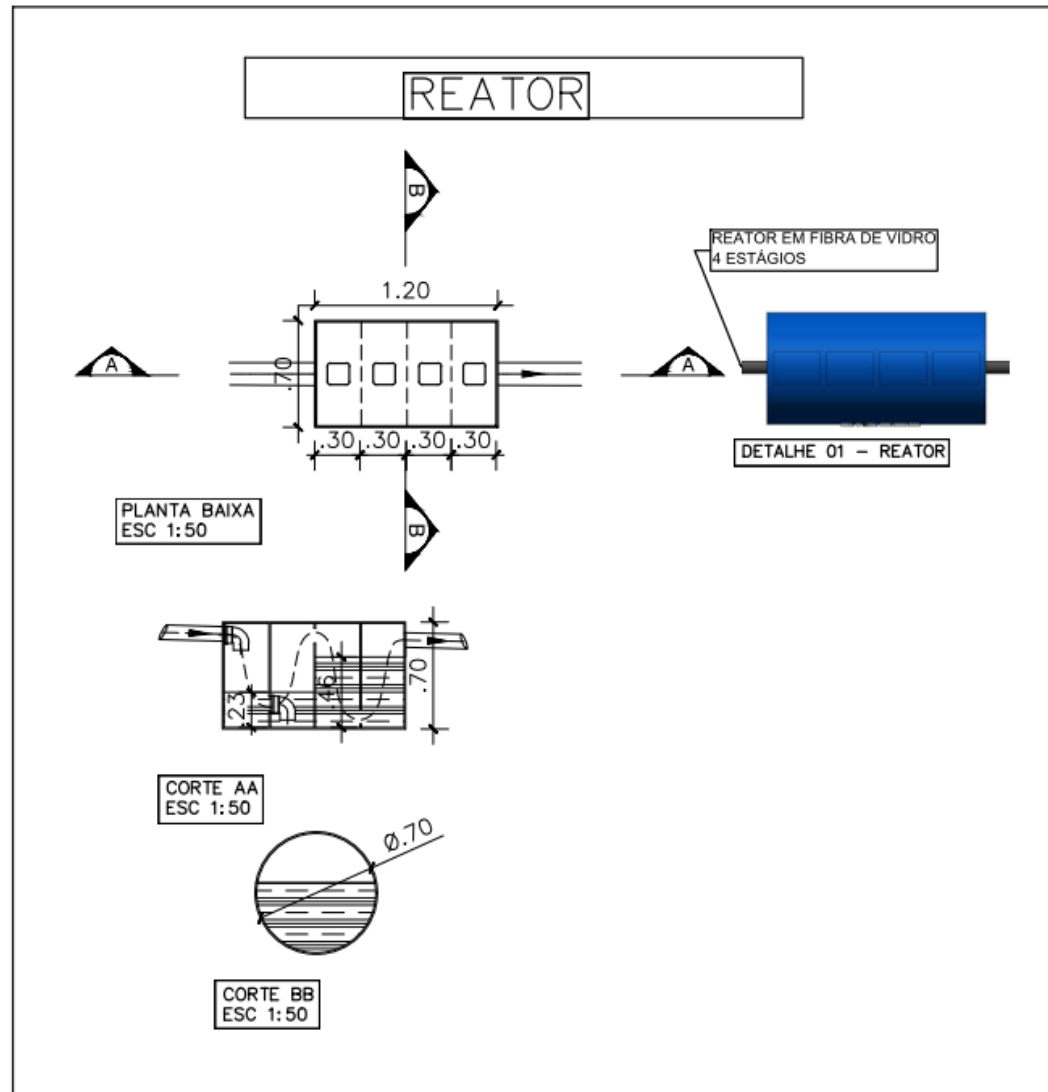 REATOR
B
REATOR EM FIBRA DE VIDRO
4 ESTÁGIOS
1.20
A
.70
A
.30 .30 .30 .30
DETALHE 01 - REATOR
PLANTA BAIXA
ESC 1:50
B
.23
.46
.70
CORTE AA
ESC 1:50
Ø.70
CORTE BB
ESC 1:50